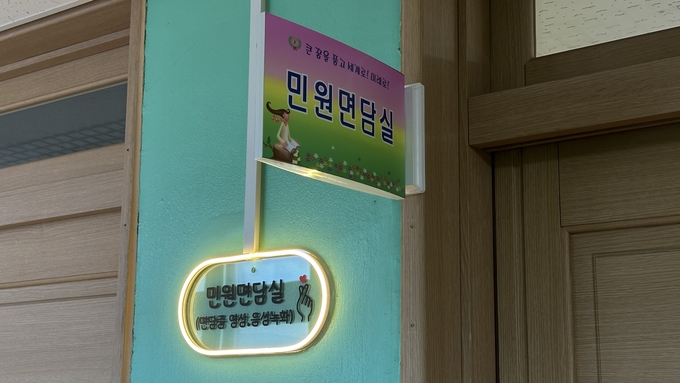 큰 꿈을 품고 세계로! 미래로!
민원면담실
민원면담실
(면담중 영상.음성녹화)